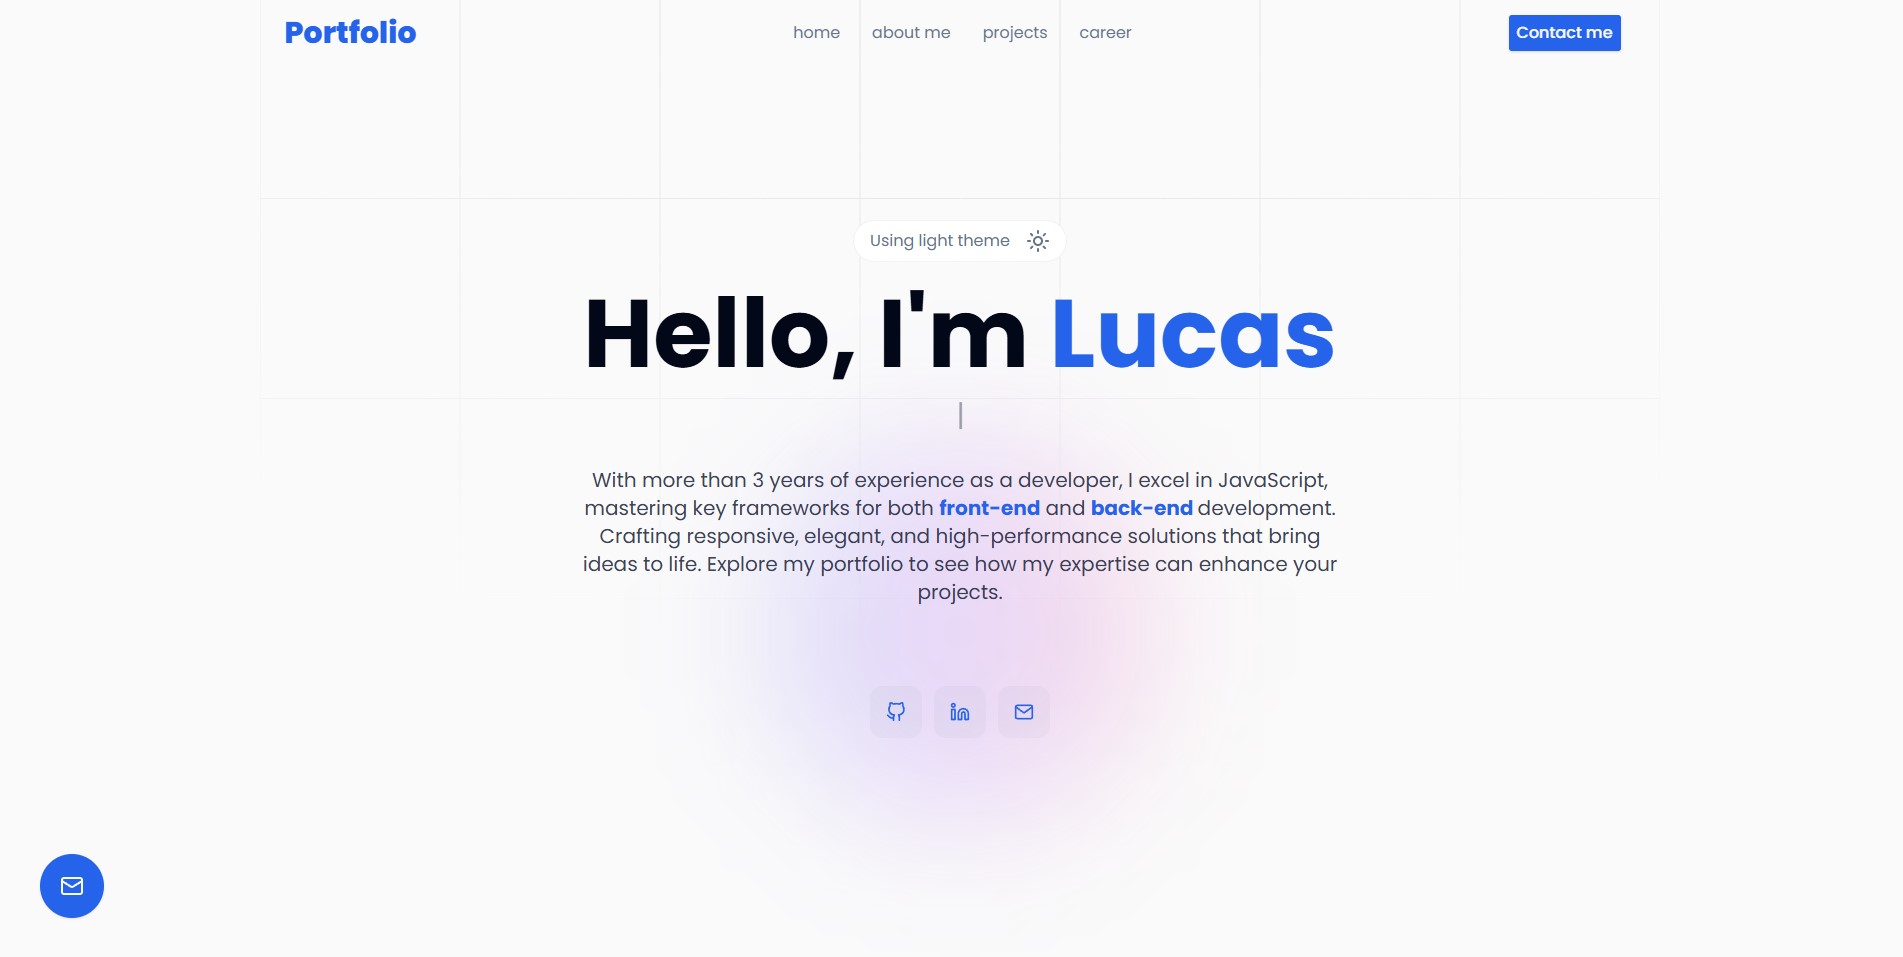 Portfolio
home about me projects career
Contact me
Using light theme
Hello, I'm Lucas
With more than 3 years of experience as a developer, I excel in JavaScript,
mastering key frameworks for both front-end and back-end development.
Crafting responsive, elegant, and high-performance solutions that bring
ideas to life. Explore my portfolio to see how my expertise can enhance your
projects.